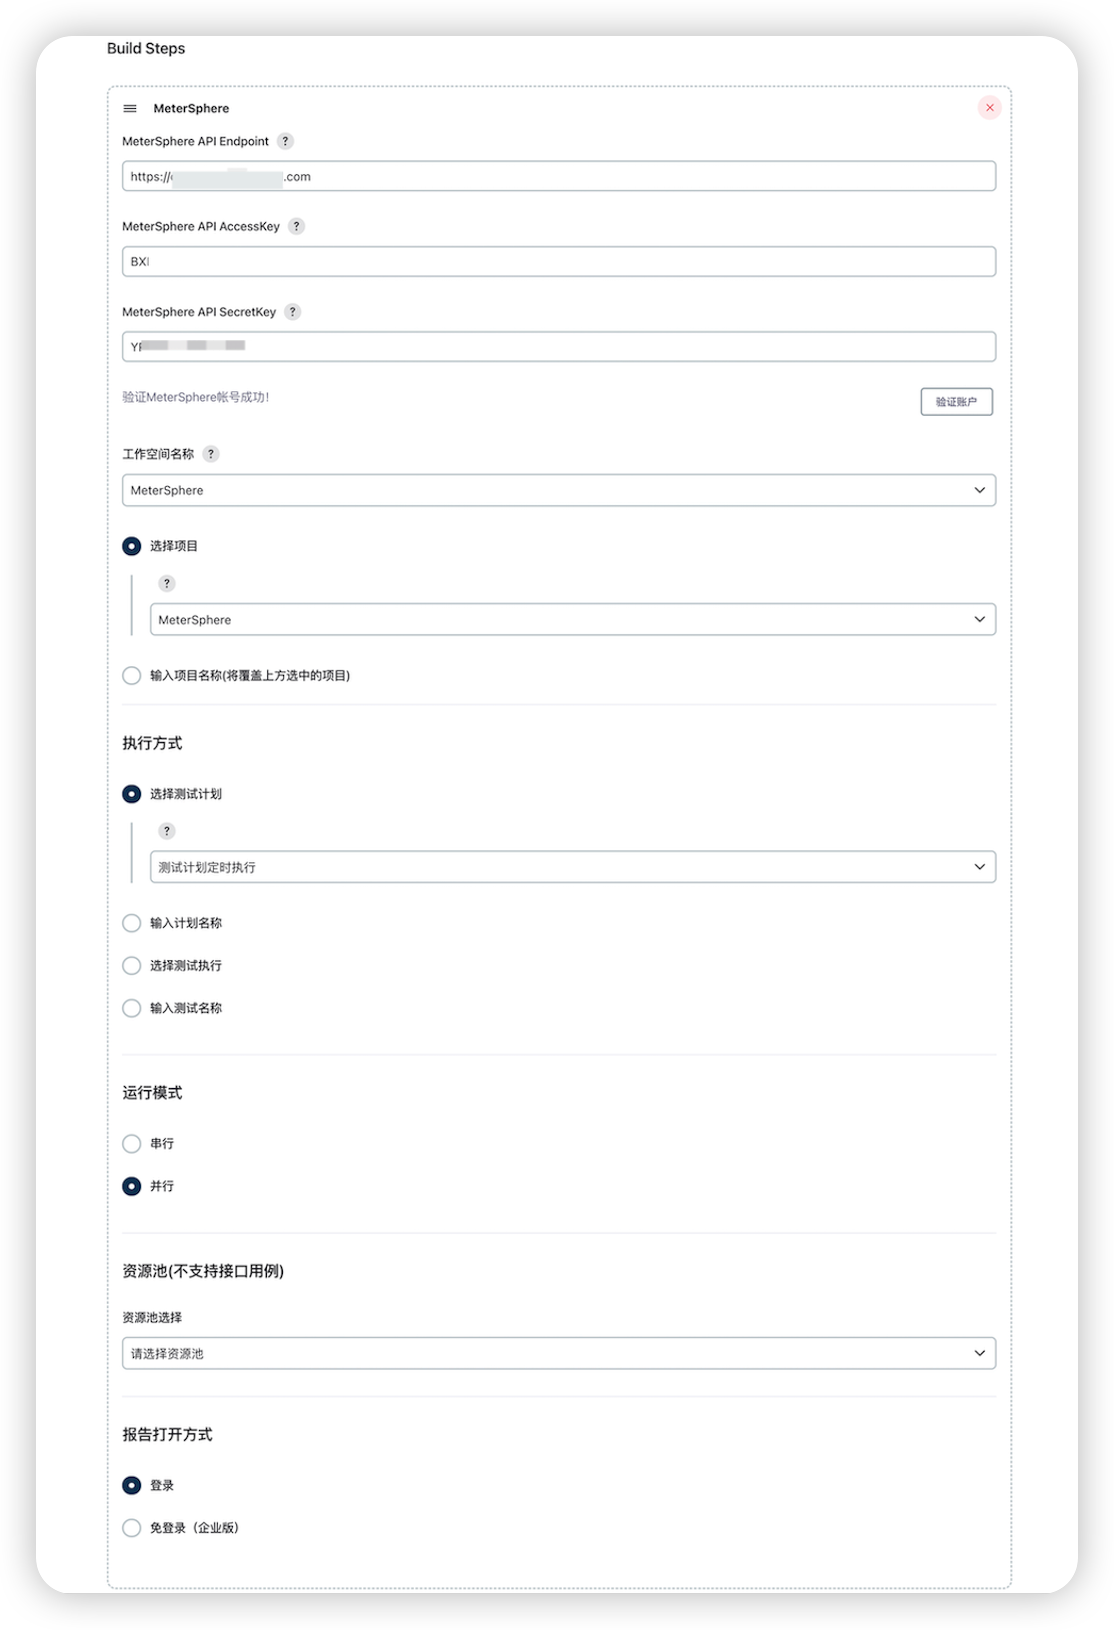 Build Steps
MeterSphere
MeterSphere API Endpoint ?
https:// .com
MeterSphere API AccessKey ?
BX
MeterSphere API SecretKey ?
Y
验证MeterSphere帐号成功!
验证账户
工作空间名称 ?
MeterSphere
选择项目
?
MeterSphere
输入项目名称(将覆盖上方选中的项目)
执行方式
选择测试计划
?
测试计划定时执行
输入计划名称
选择测试执行
输入测试名称
运行模式
串行
并行
资源池(不支持接口用例)
资源池选择
请选择资源池
报告打开方式
登录
免登录（企业版）